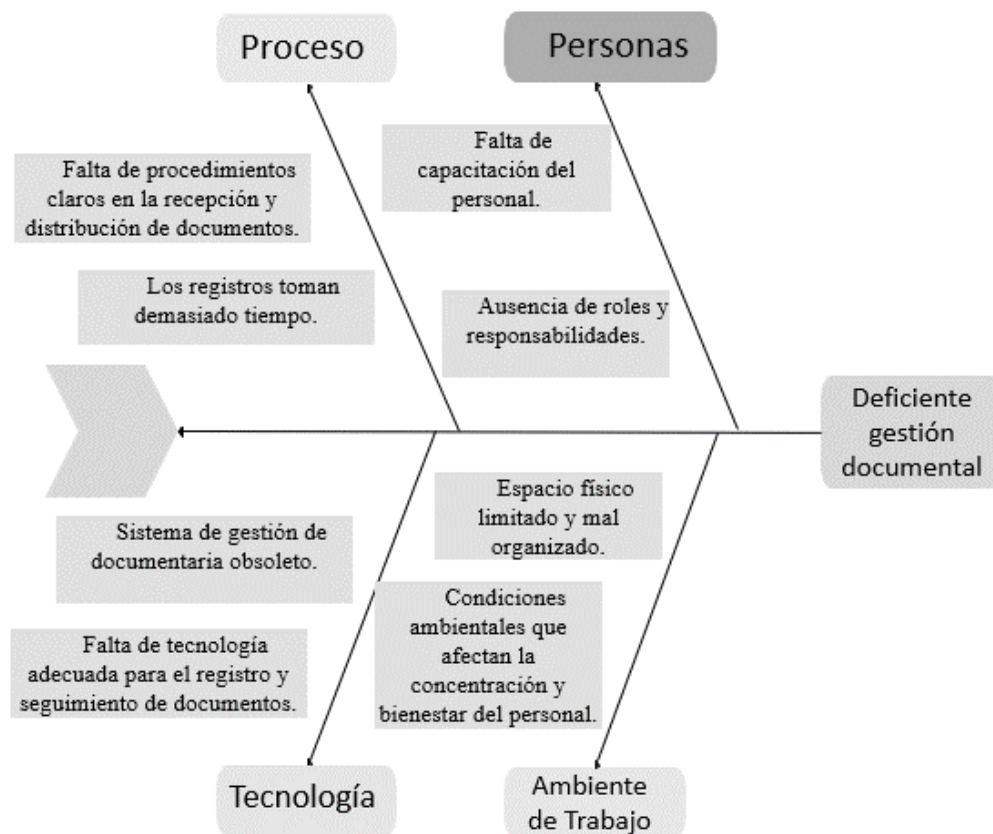 Proceso
Personas
Falta de procedimientos
claros en la recepción y
distribución de documentos.
Falta de
capacitación del
personal.
Los registros toman
demasiado tiempo.
Ausencia de roles y
responsabilidades.
Deficiente
gestión
documental
Sistema de gestión de
documentaria obsoleto.
Espacio físico
limitado y mal
organizado.
Falta de tecnología
adecuada para el registro y
seguimiento de documentos.
Condiciones
ambientales que
afectan la
concentración y
bienestar del personal.
Tecnología
Ambiente
de Trabajo